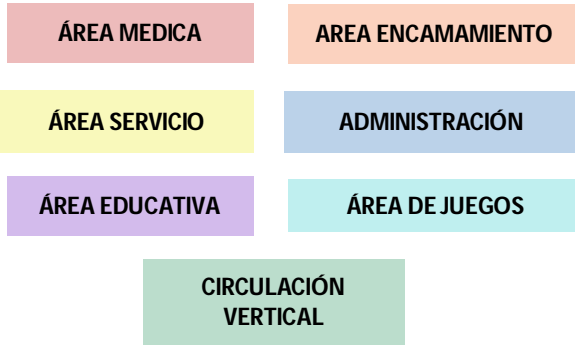 ÁREA MEDICA
AREA ENCAMAMIENTO
ÁREA SERVICIO
ADMINISTRACIÓN
ÁREA EDUCATIVA
ÁREA DE JUEGOS
CIRCULACIÓN
VERTICAL